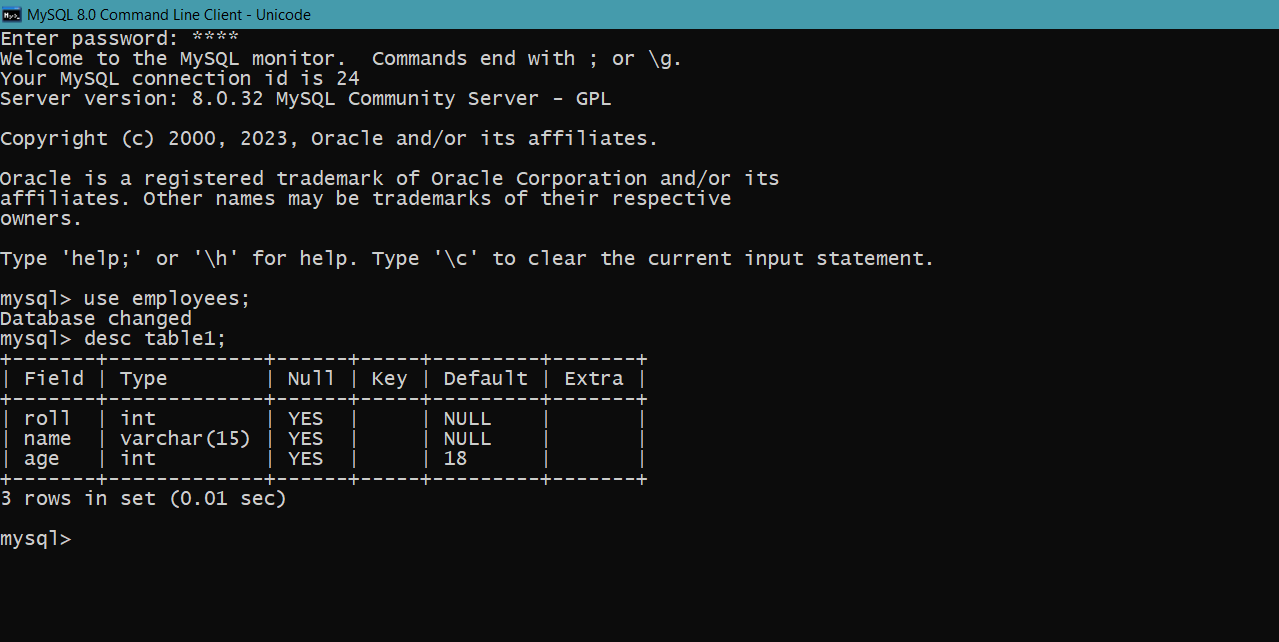 MySQL 8.0 Command Line Client - Unicode
Enter password: ****
Welcome to the MySQL monitor.  Commands end with ; or \g.
Your MySQL connection id is 24
Server version: 8.0.32 MySQL Community Server - GPL
Copyright (c) 2000, 2023, Oracle and/or its affiliates.
Oracle is a registered trademark of Oracle Corporation and/or its
affiliates. Other names may be trademarks of their respective
owners.
Type 'help;' or '\h' for help. Type '\c' to clear the current input statement.
mysql> use employees;
Database changed
mysql> desc table1;
+-------+-------------+------+-----+---------+-------+
| Field | Type        | Null | Key | Default | Extra |
+-------+-------------+------+-----+---------+-------+
| roll  | int         | YES  |     | NULL    |       |
| name  | varchar(15) | YES  |     | NULL    |       |
| age   | int         | YES  |     | 18      |       |
+-------+-------------+------+-----+---------+-------+
3 rows in set (0.01 sec)
mysql>